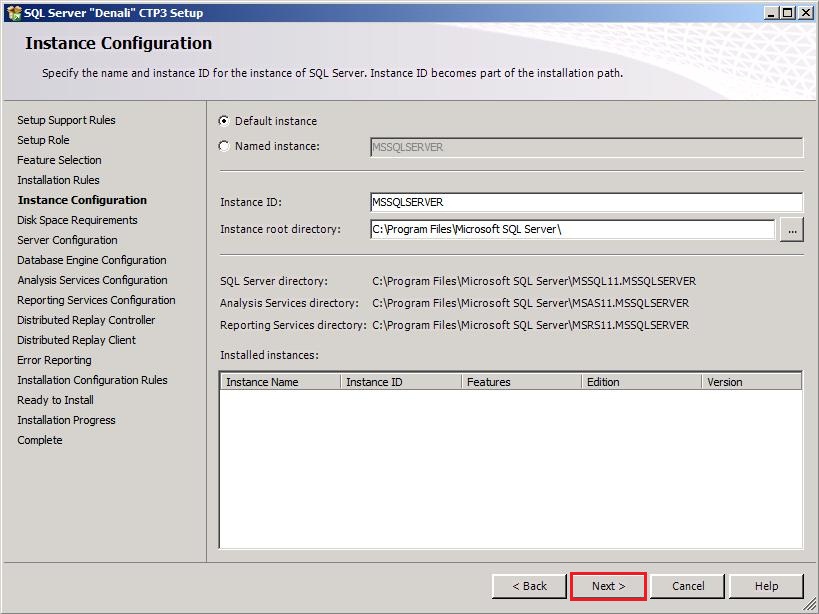 SQL Server "Denali" CTP3 Setup
Instance Configuration
Specify the name and instance ID for the instance of SQL Server. Instance ID becomes part of the installation path.
Setup Support Rules
Setup Role
Feature Selection
Installation Rules
Instance Configuration
Disk Space Requirements
Server Configuration
Database Engine Configuration
Analysis Services Configuration
Reporting Services Configuration
Distributed Replay Controller
Distributed Replay Client
Error Reporting
Installation Configuration Rules
Ready to Install
Installation Progress
Complete
Default instance
Named instance: MSSQLSERVER
Instance ID: MSSQLSERVER
Instance root directory: C:\Program Files\Microsoft SQL Server\ ...
SQL Server directory: C:\Program Files\Microsoft SQL Server\MSSQL11.MSSQLSERVER
Analysis Services directory: C:\Program Files\Microsoft SQL Server\MSAS11.MSSQLSERVER
Reporting Services directory: C:\Program Files\Microsoft SQL Server\MSRS11.MSSQLSERVER
Installed instances:
Instance Name Instance ID Features Edition Version
< Back Next > Cancel Help